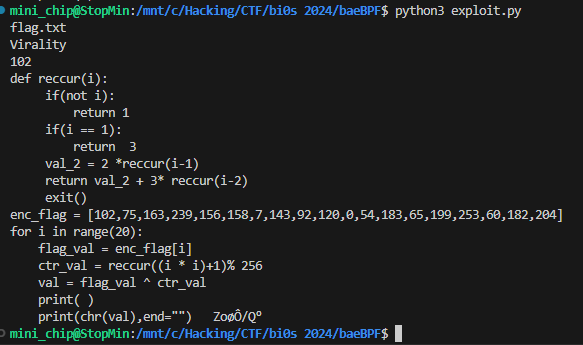 mini_chip@StopMin:/mnt/c/Hacking/CTF/bi0s 2024/baeBPF$ python3 exploit.py
flag.txt
Virality
102
def reccur(i):
     if(not i):
         return 1
     if(i == 1):
         return  3
     val_2 = 2 *reccur(i-1)
     return val_2 + 3* reccur(i-2)
     exit()
enc_flag = [102,75,163,239,156,158,7,143,92,120,0,54,183,65,199,253,60,182,204]
for i in range(20):
    flag_val = enc_flag[i]
    ctr_val = reccur((i * i)+1)% 256
    val = flag_val ^ ctr_val
    print( )
    print(chr(val),end="")   ZoøÔ/Qº
mini_chip@StopMin:/mnt/c/Hacking/CTF/bi0s 2024/baeBPF$